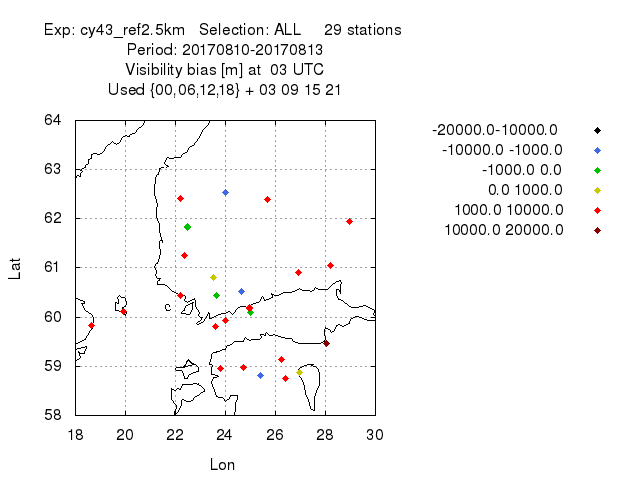 Exp: cy43_ref2.5km   Selection: ALL     29 stations
Period: 20170810-20170813
Visibility bias [m] at  03 UTC
Used {00,06,12,18} + 03 09 15 21
64
63
62
61
60
59
58
18 20 22 24 26 28 30
Lat
Lon
-20000.0-10000.0
-10000.0 -1000.0
-1000.0 0.0
0.0 1000.0
1000.0 10000.0
10000.0 20000.0